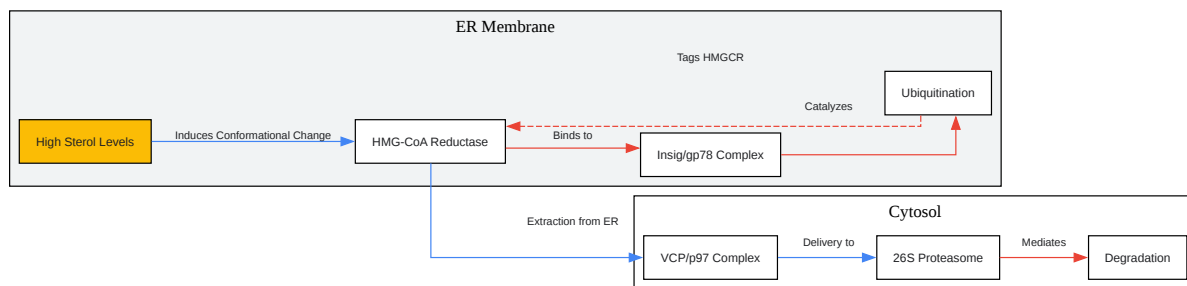 ER Membrane
Tags HMGCR
Ubiquitination
Catalyzes
High Sterol Levels
Induces Conformational Change
HMG-CoA Reductase
Binds to
Insig/gp78 Complex
Cytosol
Extraction from ER
VCP/p97 Complex
Delivery to
26S Proteasome
Mediates
Degradation